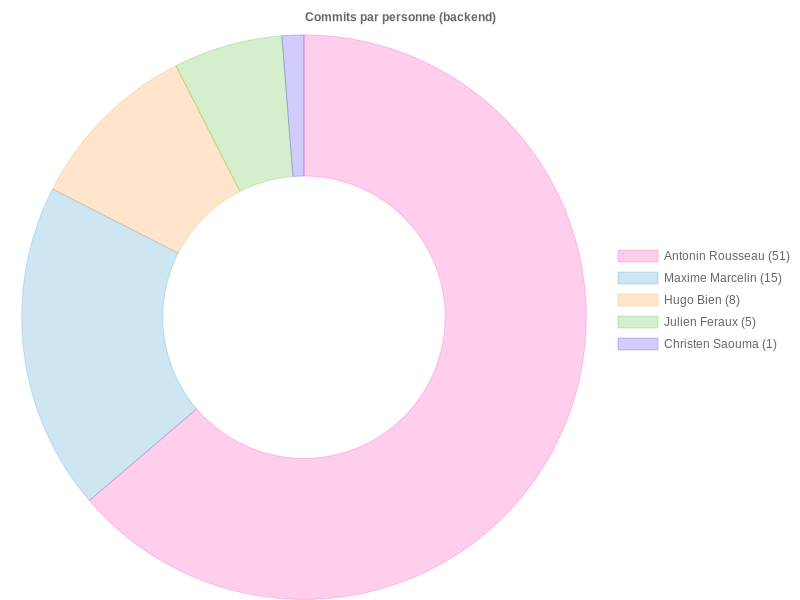 Commits par personne (backend)
Antonin Rousseau (51)
Maxime Marcelin (15)
Hugo Bien (8)
Julien Feraux (5)
Christen Saouma (1)